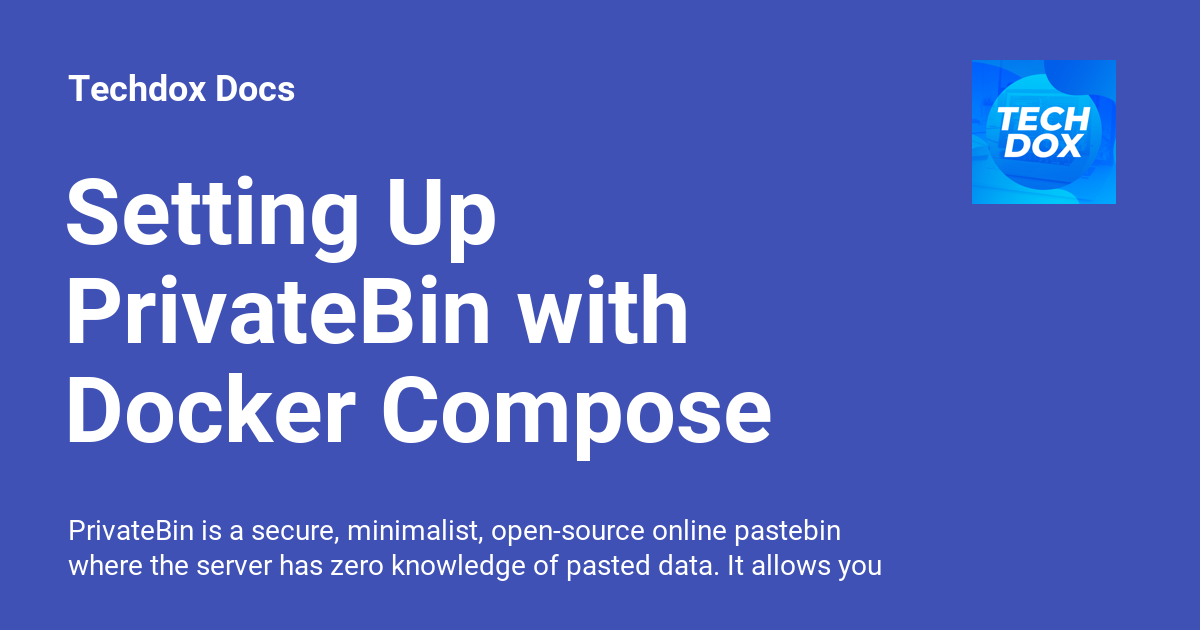 Techdox Docs
TECH
DOX
Setting Up
PrivateBin with
Docker Compose
PrivateBin is a secure, minimalist, open-source online pastebin
where the server has zero knowledge of pasted data. It allows you